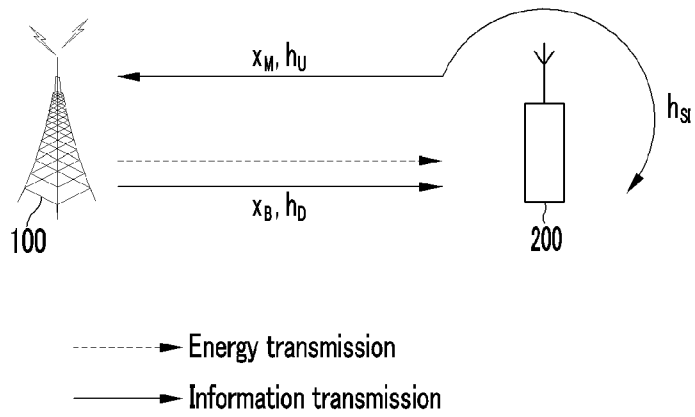 x_M, h_U
h_SI
x_B, h_D
100
200
Energy transmission
Information transmission